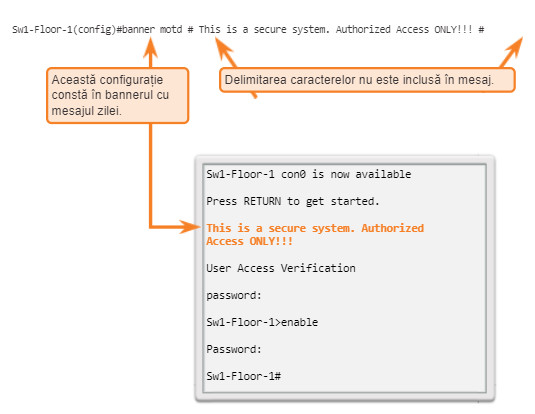 Sw1-Floor-1(config)#banner motd # This is a secure system. Authorized Access ONLY!!! #
Această configurație
constă în bannerul cu
mesajul zilei.
Delimitarea caracterelor nu este inclusă în mesaj.
Sw1-Floor-1 con0 is now available
Press RETURN to get started.
This is a secure system. Authorized
Access ONLY!!!
User Access Verification
password:
Sw1-Floor-1>enable
Password:
Sw1-Floor-1#